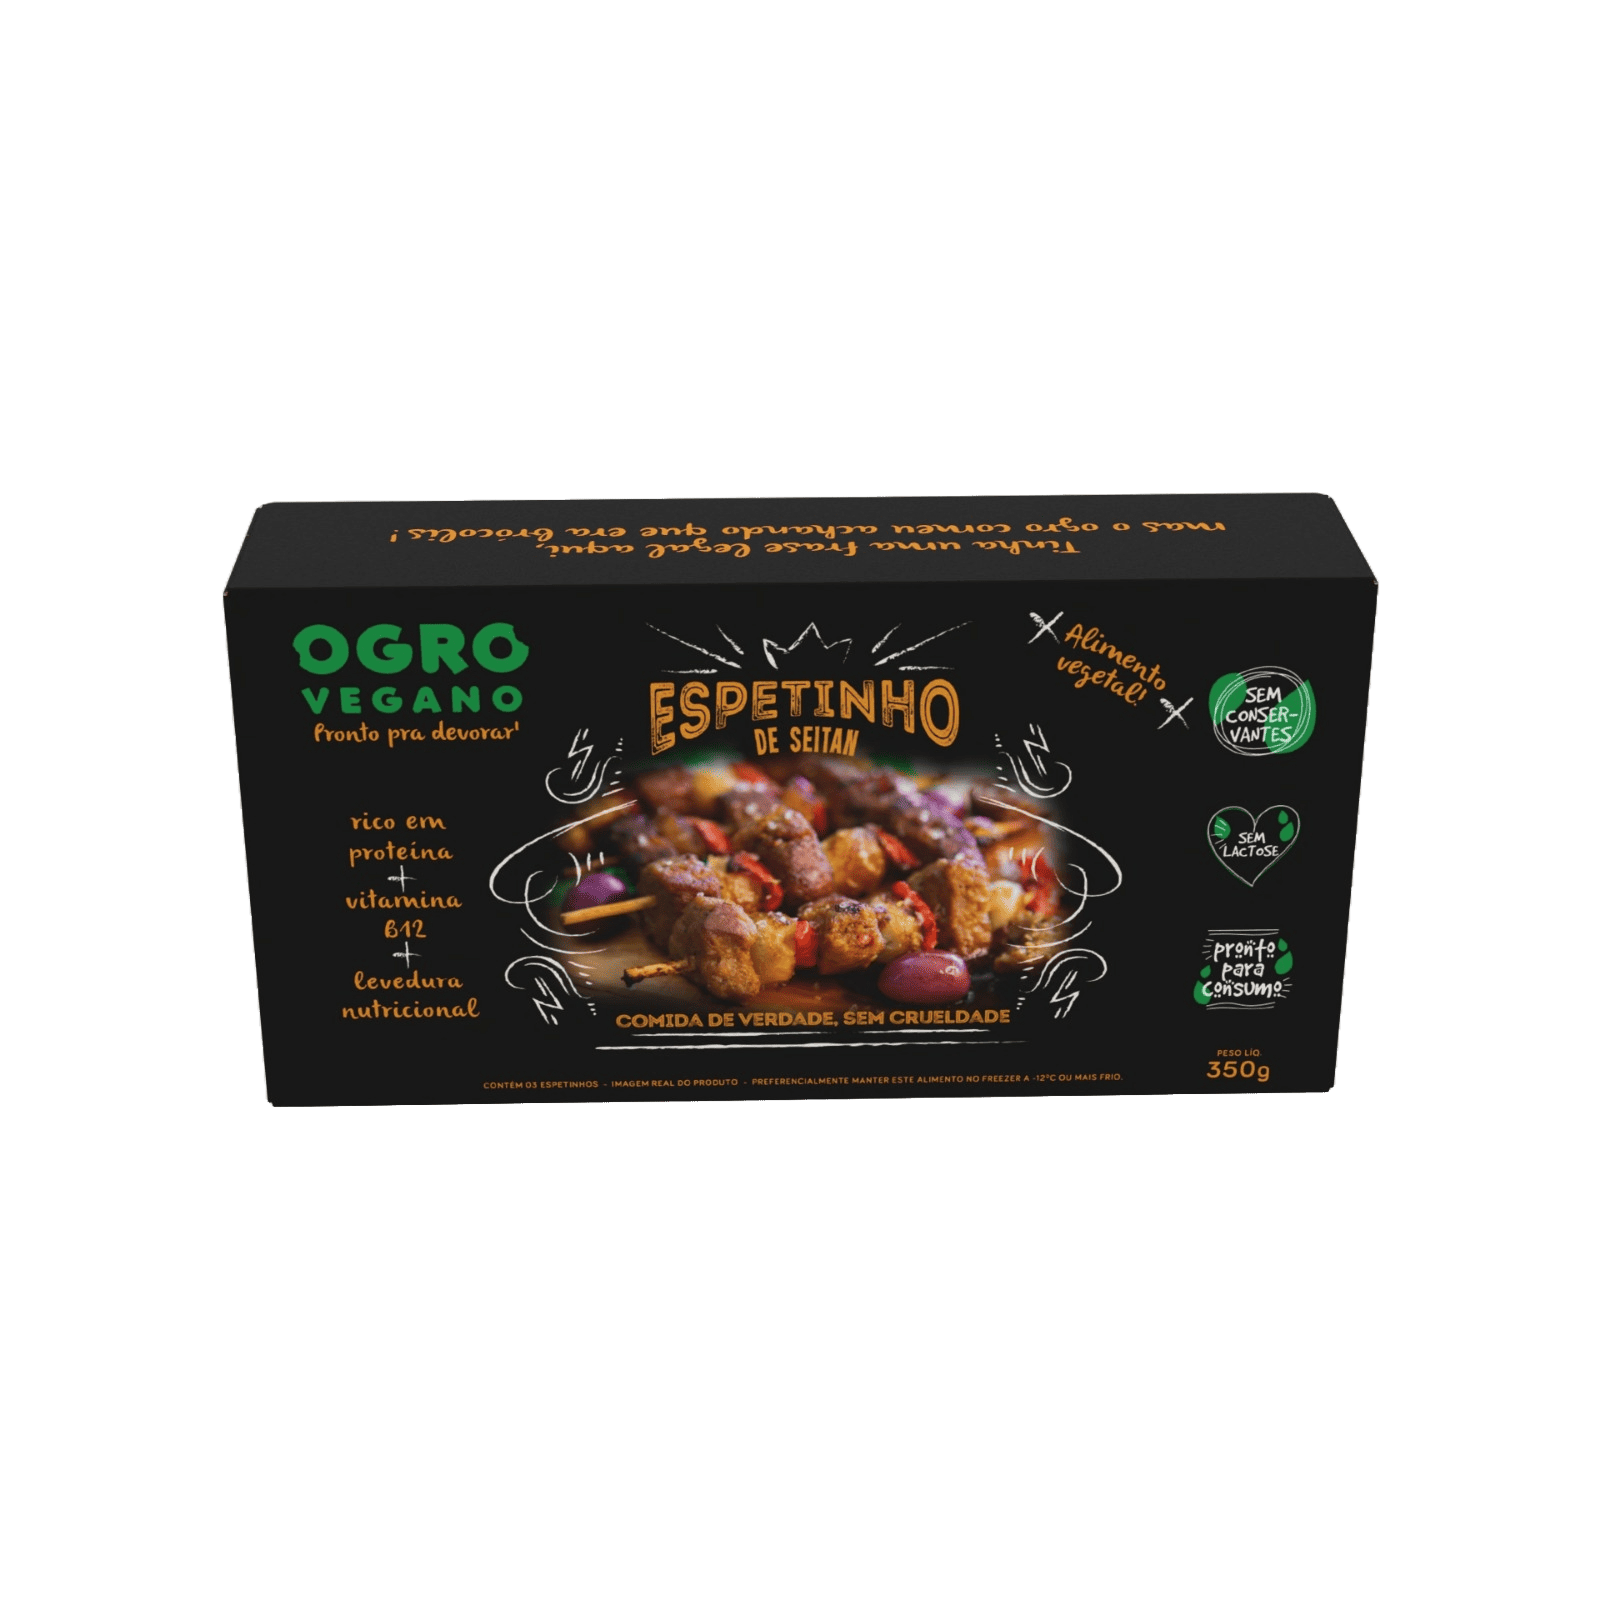 Tinha uma frase legal aqui,
mas o ogro comeu achando que era brócolis!
OGRO
VEGANO
Pronto pra devorar!
ESPETINHO
DE SEITAN
Alimento
vegetal!
SEM
CONSER-
VANTES
rico em
proteína
+
vitamina
B12
+
levedura
nutricional
SEM
LACTOSE
pronto
para
consumo
COMIDA DE VERDADE, SEM CRUELDADE
PESO LÍQ.
350g
CONTÉM 03 ESPETINHOS - IMAGEM REAL DO PRODUTO - PREFERENCIALMENTE MANTER ESTE ALIMENTO NO FREEZER A -12ºC OU MAIS FRIO.